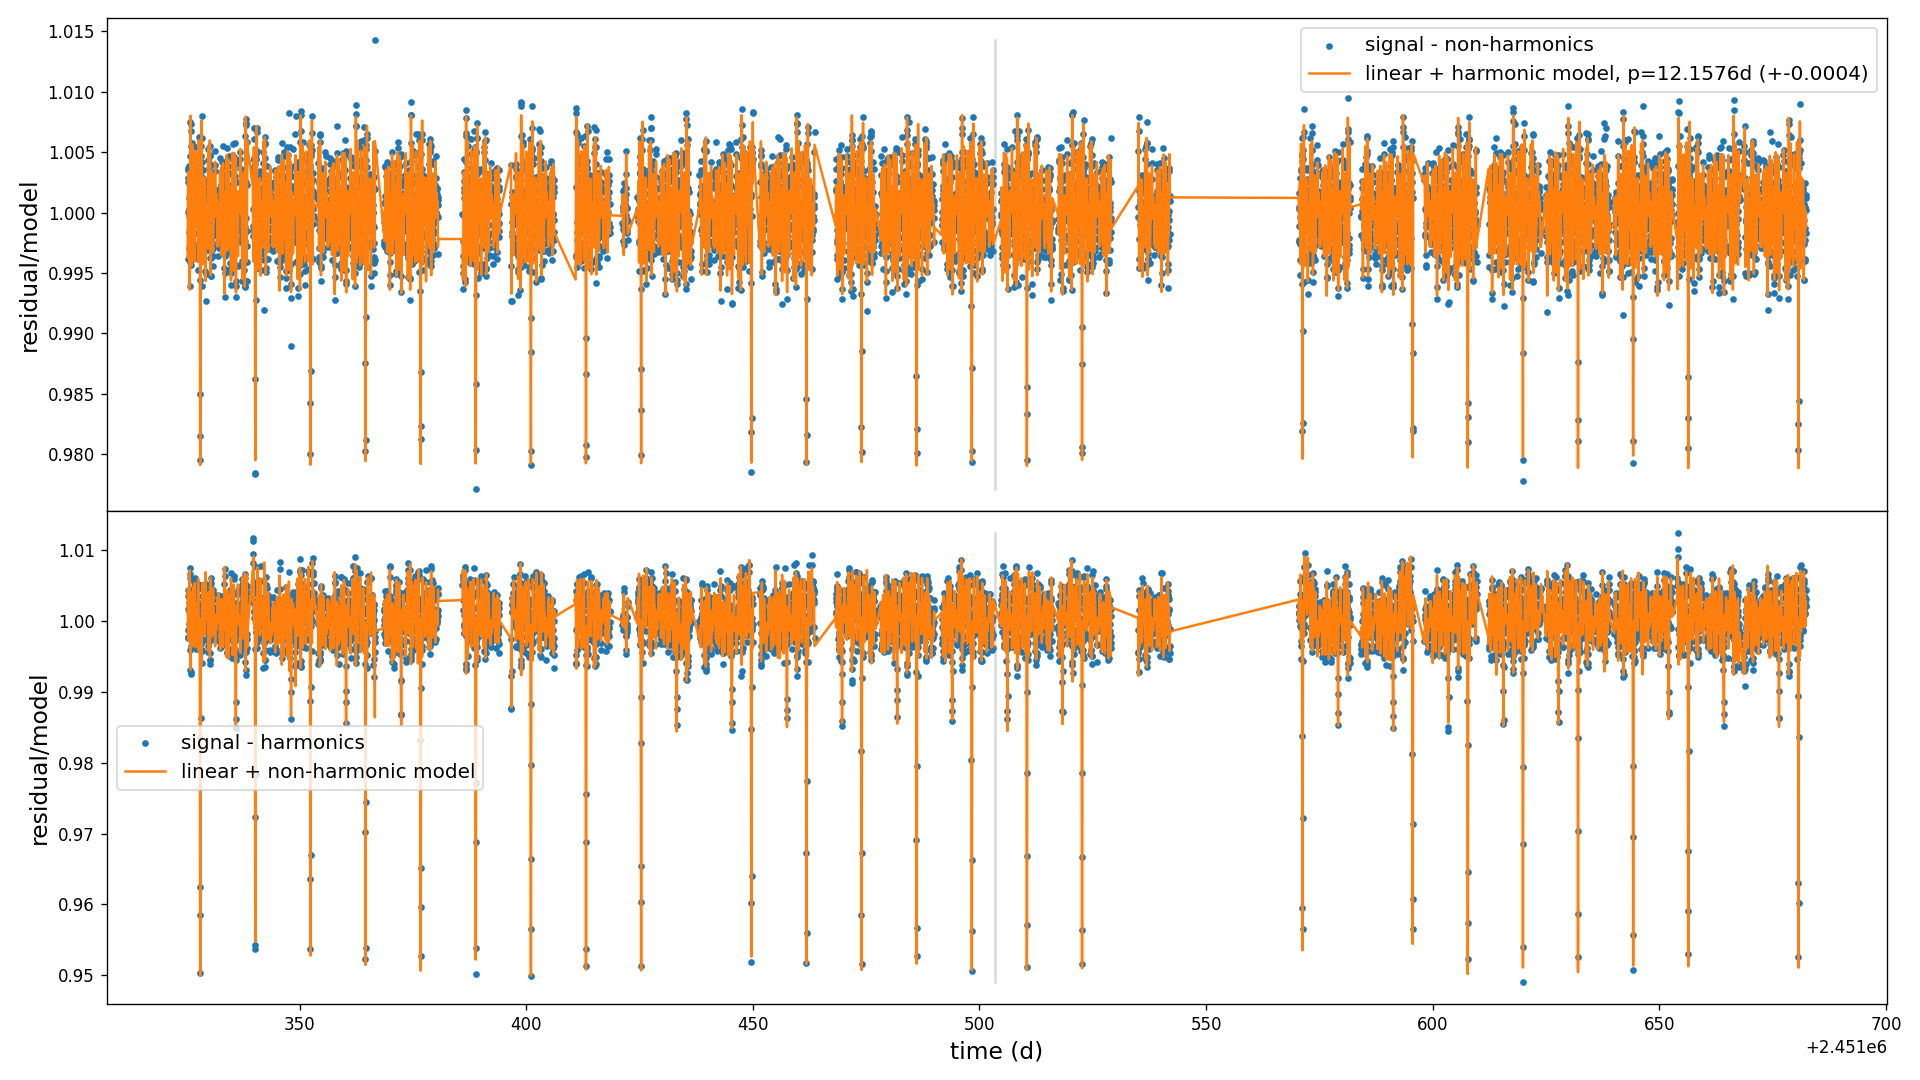 1.015
1.010
1.005
1.000
0.995
0.990
0.985
0.980
residual/model
signal - non-harmonics
linear + harmonic model, p=12.1576d (+-0.0004)
1.01
1.00
0.99
0.98
0.97
0.96
0.95
residual/model
signal - harmonics
linear + non-harmonic model
350
400
450
500
550
600
650
700
time (d)
+2.451e6